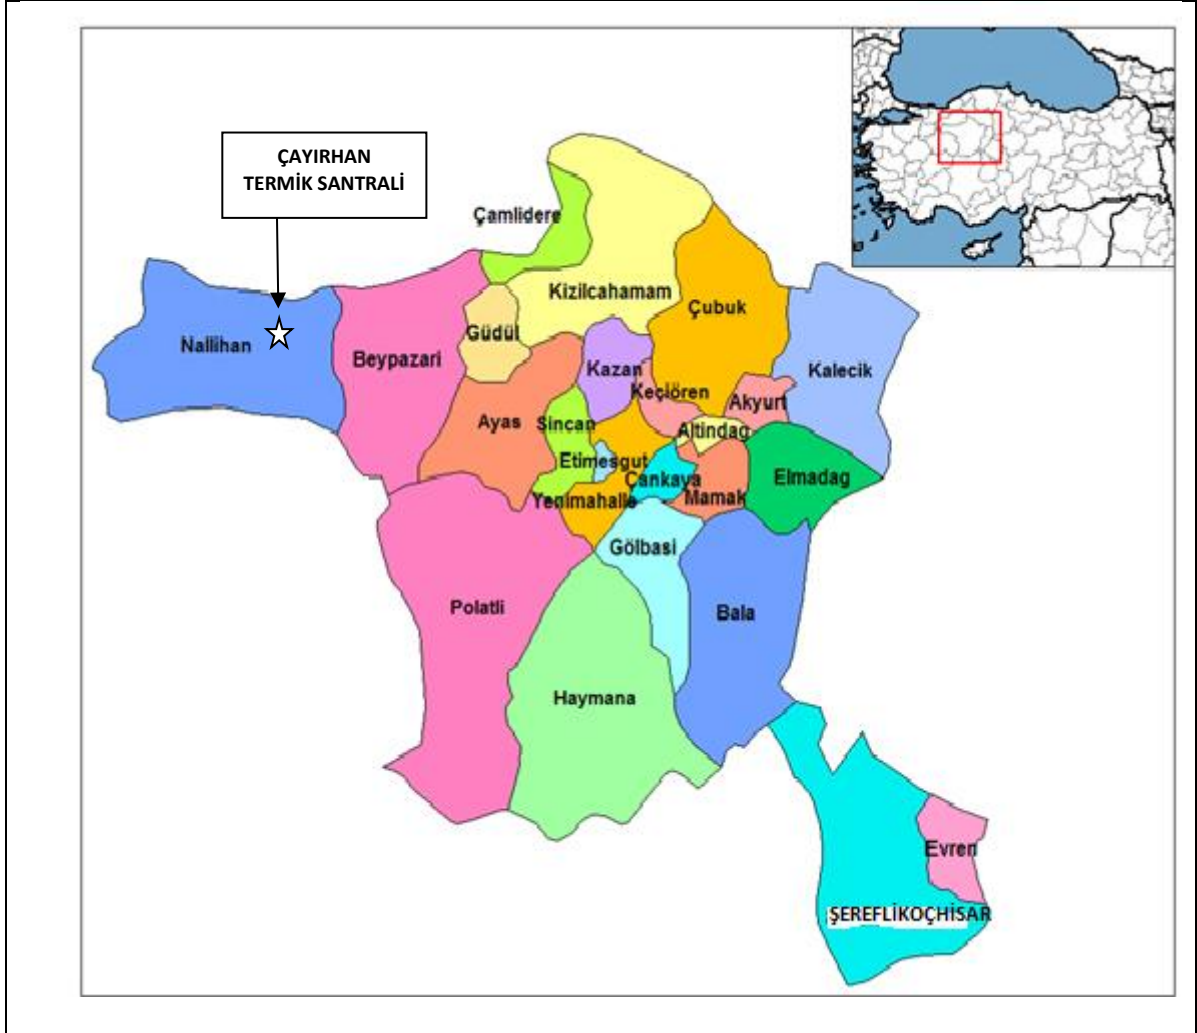 ÇAYIRHAN
TERMİK SANTRALİ
Çamlidere
Kizilcahamam
Çubuk
Güdül
Nallihan
Beypazari
Kazan
Kalecik
Keçiören
Akyurt
Ayas
Sincan
Altindag
Etimesgut
Çankaya
Elmadag
Yenimahalle
Mamak
Gölbasi
Polatli
Bala
Haymana
Evren
ŞEREFLİKOÇHİSAR